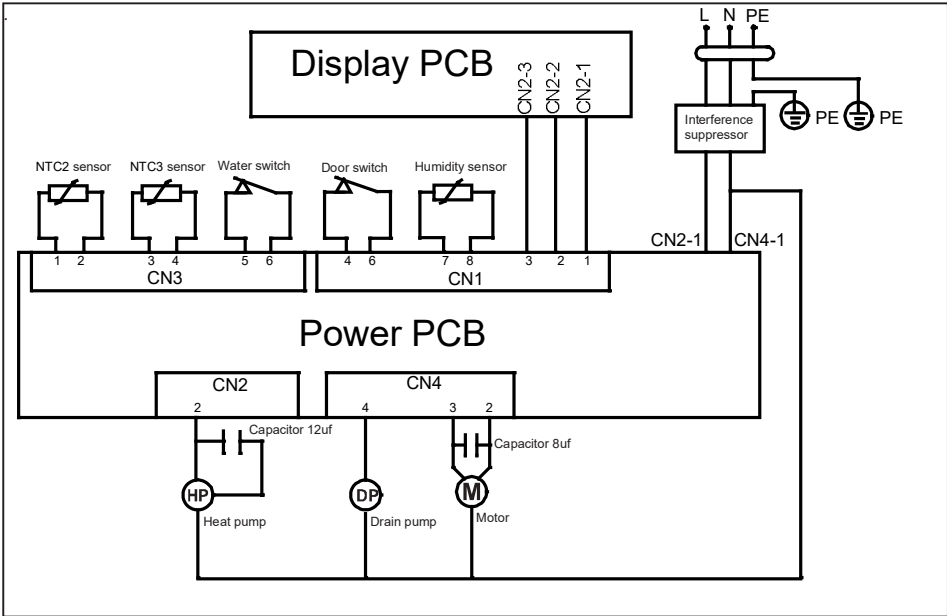 L N PE
Display PCB
CN2-3
CN2-2
CN2-1
Interference
suppressor
PE PE
NTC2 sensor NTC3 sensor Water switch Door switch Humidity sensor
CN2-1 CN4-1
1 2 3 4 5 6 4 6 7 8 3 2 1
CN3 CN1
Power PCB
CN2 CN4
2 4 3 2
Capacitor 12uf Capacitor 8uf
HP DP M
Heat pump Drain pump Motor